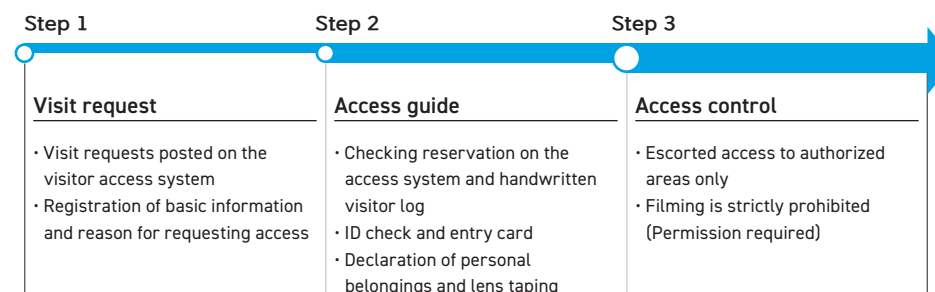 Step 1
Step 2
Step 3
Visit request
· Visit requests posted on the
visitor access system
· Registration of basic information
and reason for requesting access
Access guide
· Checking reservation on the
access system and handwritten
visitor log
· ID check and entry card
· Declaration of personal
belongings and lens taping
Access control
· Escorted access to authorized
areas only
· Filming is strictly prohibited
(Permission required)